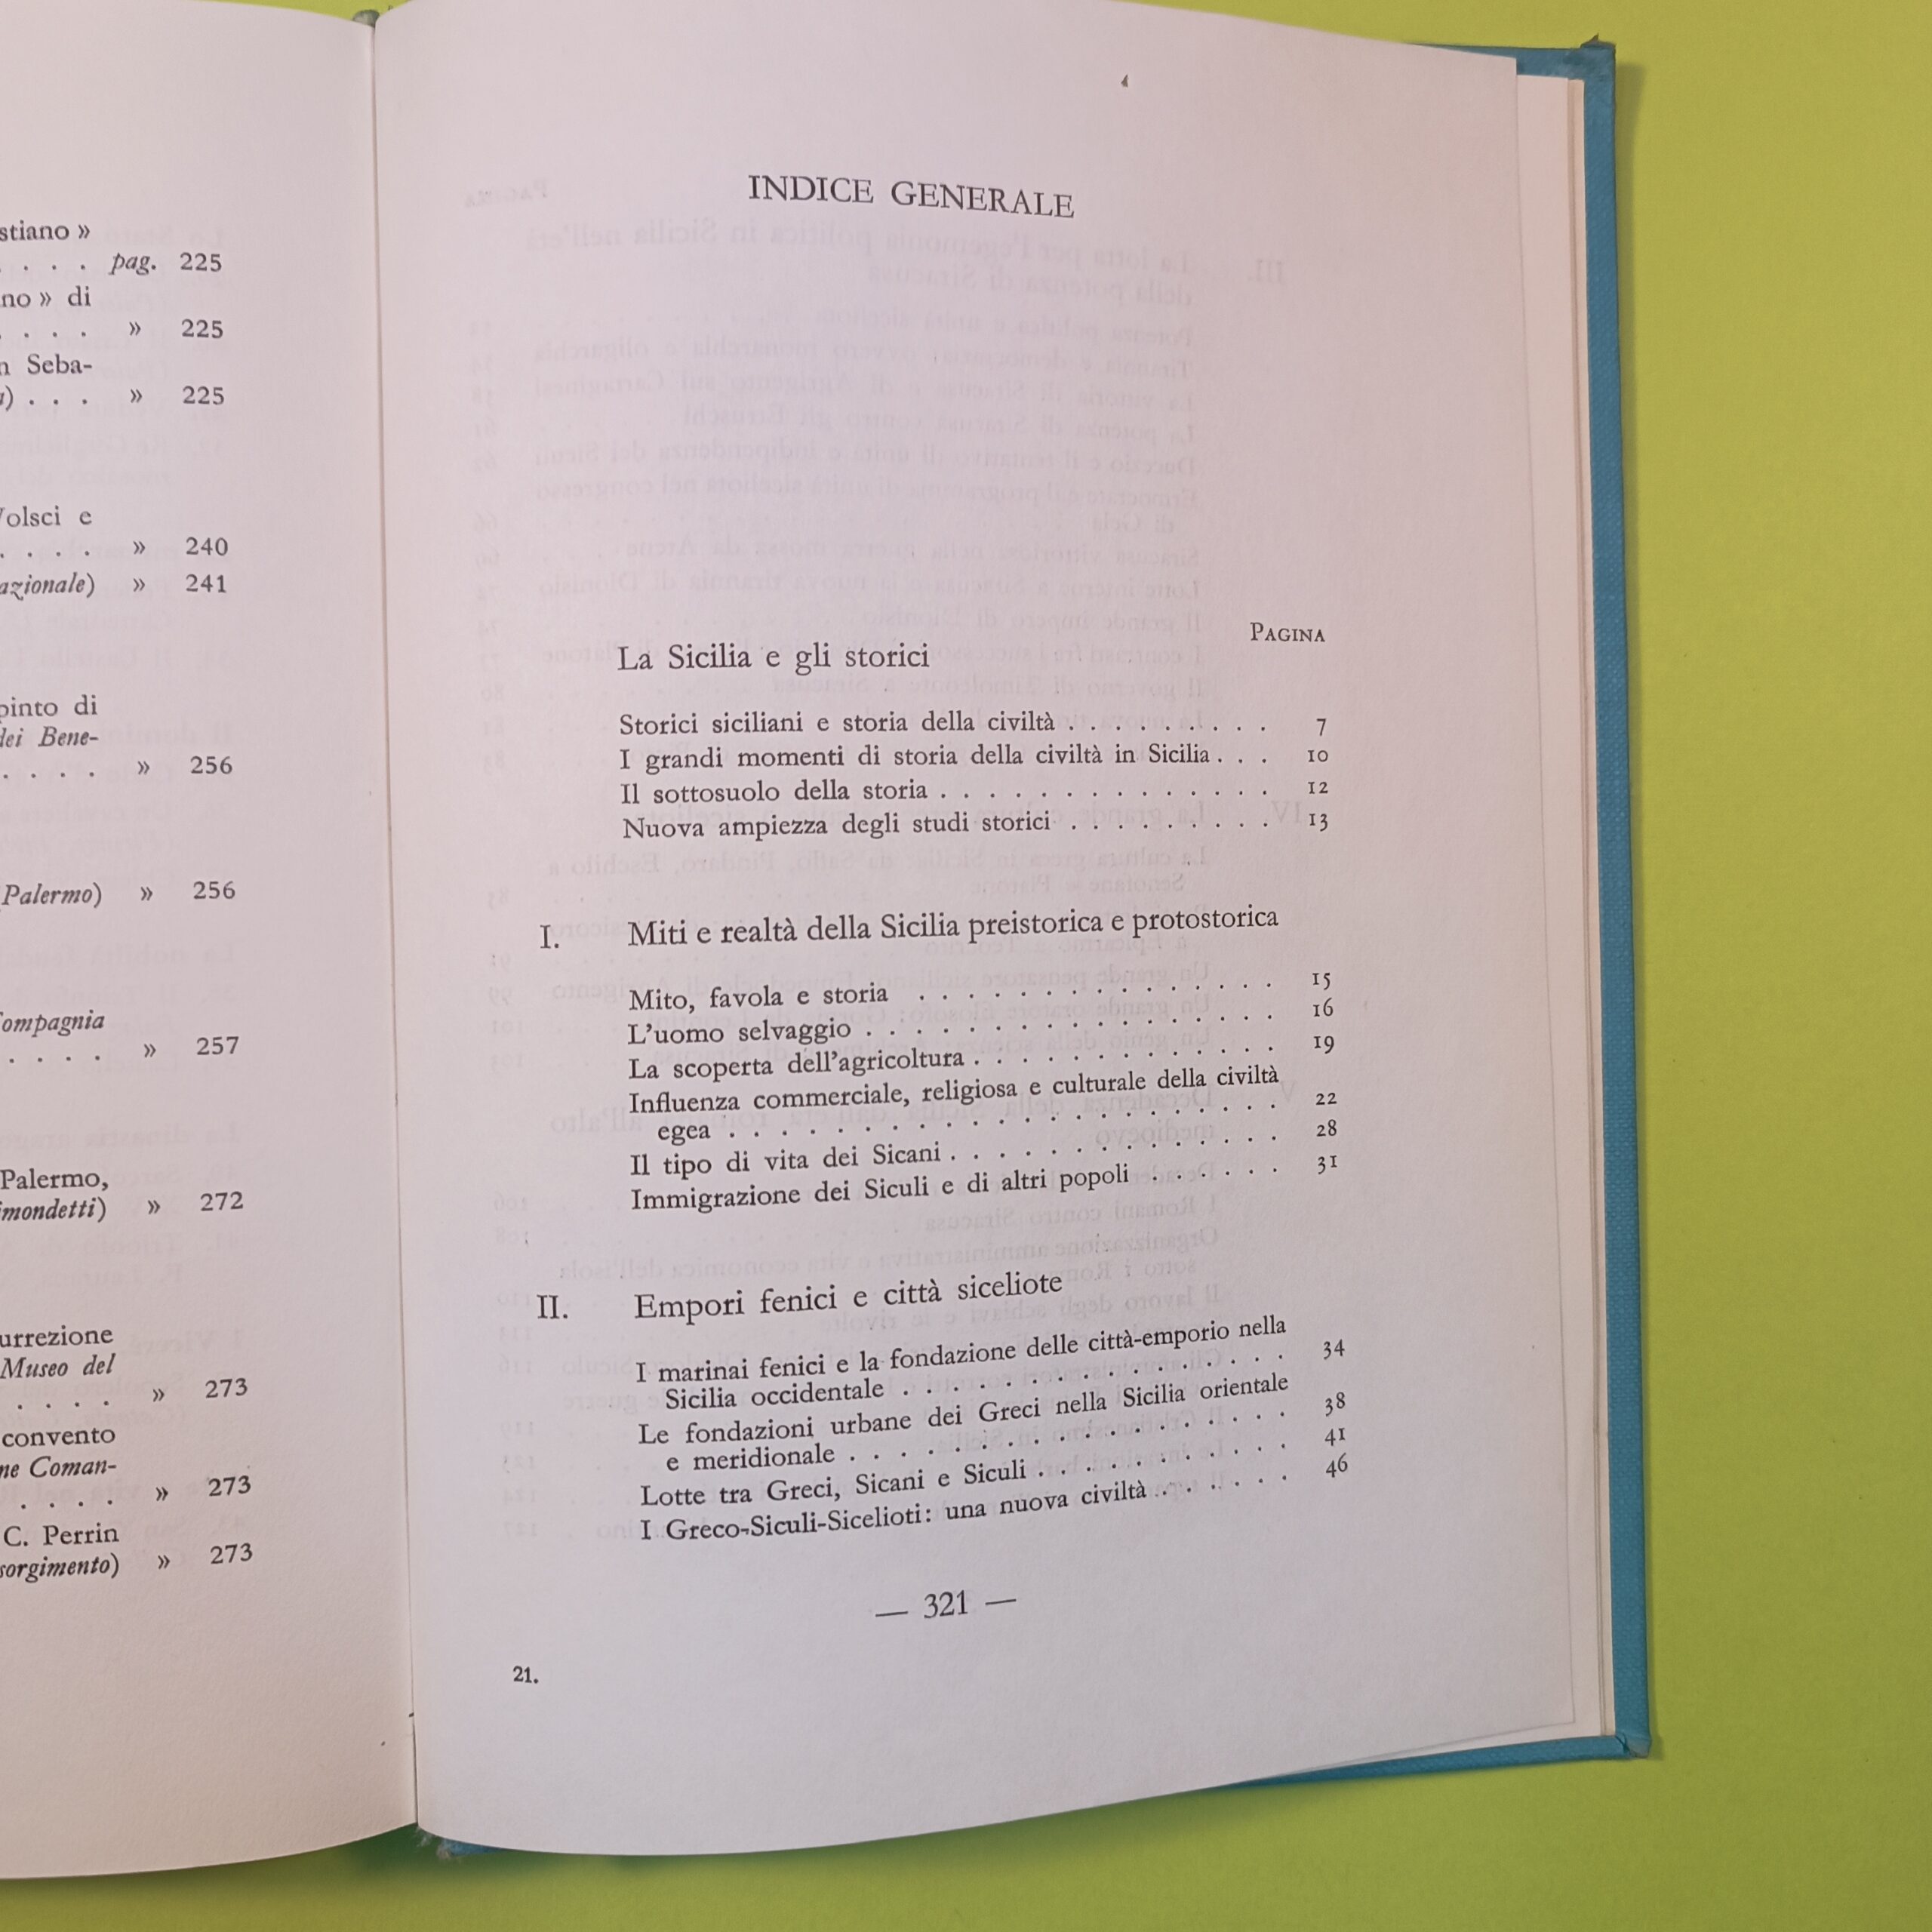 stiano »
. . . . pag. 225
no » di
. . . . » 225
n Seba-
) . . . » 225
Volsci e
. . . . » 240
azionale) » 241
pinto di
dei Bene-
. . . . » 256
Palermo) » 256
Compagnia
. . . . » 257
Palermo,
imondetti) » 272
urrezione
Museo del
. . . . » 273
convento
ne Coman-
. . . . » 273
C. Perrin
sorgimento) » 273
INDICE GENERALE
PAGINA
La Sicilia e gli storici
Storici siciliani e storia della civiltà . . . . . . . . . 7
I grandi momenti di storia della civiltà in Sicilia . . . 10
Il sottosuolo della storia . . . . . . . . . . . . . . 12
Nuova ampiezza degli studi storici . . . . . . . . . 13
I. Miti e realtà della Sicilia preistorica e protostorica
Mito, favola e storia . . . . . . . . . . . . . . . 15
L'uomo selvaggio . . . . . . . . . . . . . . . . . 16
La scoperta dell'agricoltura . . . . . . . . . . . . . 19
Influenza commerciale, religiosa e culturale della civiltà
egea . . . . . . . . . . . . . . . . . . . . . 22
Il tipo di vita dei Sicani . . . . . . . . . . . . . . 28
Immigrazione dei Siculi e di altri popoli . . . . . . 31
II. Empori fenici e città siceliote
I marinai fenici e la fondazione delle città-emporio nella
Sicilia occidentale . . . . . . . . . . . . . . . . 34
Le fondazioni urbane dei Greci nella Sicilia orientale
e meridionale . . . . . . . . . . . . . . . . . 38
Lotte tra Greci, Sicani e Siculi . . . . . . . . . . 41
I Greco-Siculi-Sicelioti: una nuova civiltà . . . . . . 46
— 321 —
21.